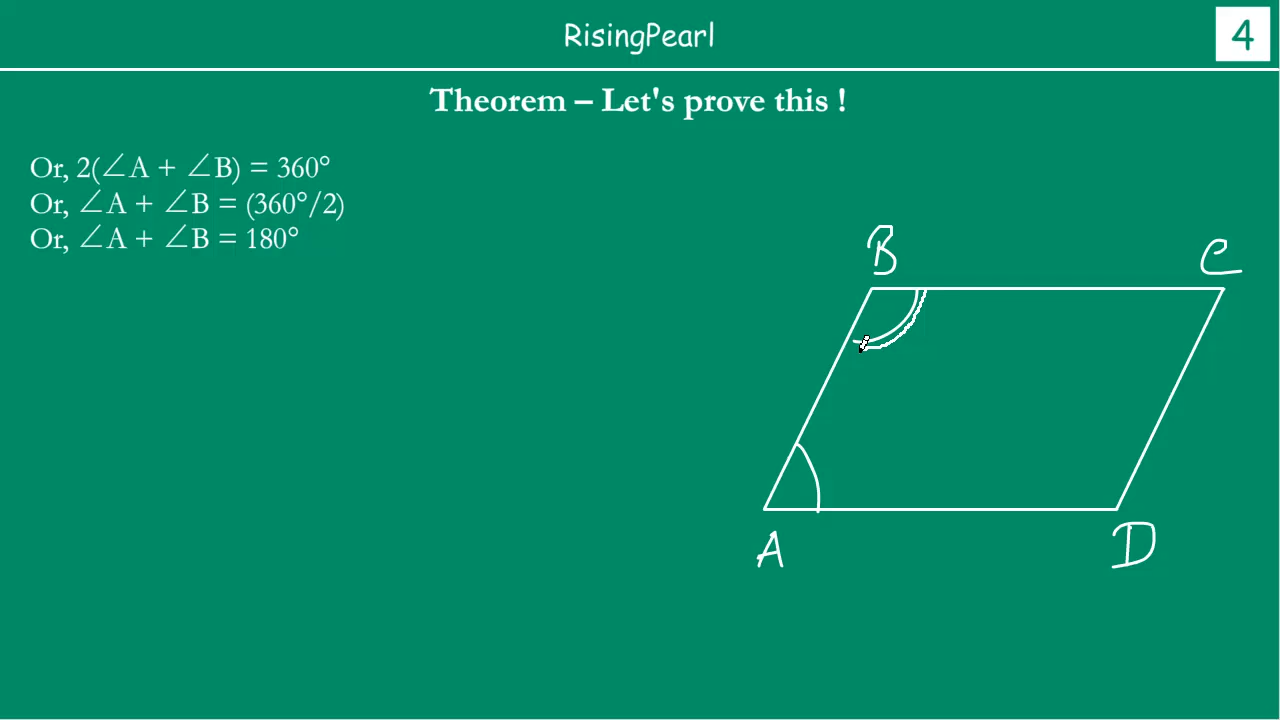 RisingPearl
4
Theorem – Let's prove this !
Or, 2(∠A + ∠B) = 360°
Or, ∠A + ∠B = (360°/2)
Or, ∠A + ∠B = 180°
B
C
A
D